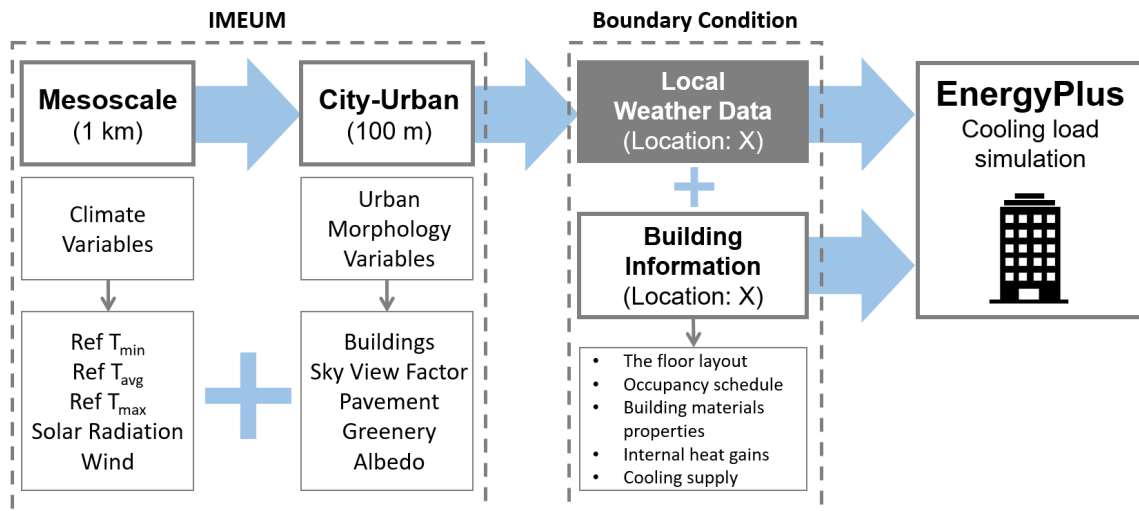 IMEUM
Mesoscale
(1 km)
City-Urban
(100 m)
Climate
Variables
Urban
Morphology
Variables
Ref Tmin
Ref Tavg
Ref Tmax
Solar Radiation
Wind
Buildings
Sky View Factor
Pavement
Greenery
Albedo
Boundary Condition
Local
Weather Data
(Location: X)
Building
Information
(Location: X)
• The floor layout
• Occupancy schedule
• Building materials
properties
• Internal heat gains
• Cooling supply
EnergyPlus
Cooling load
simulation